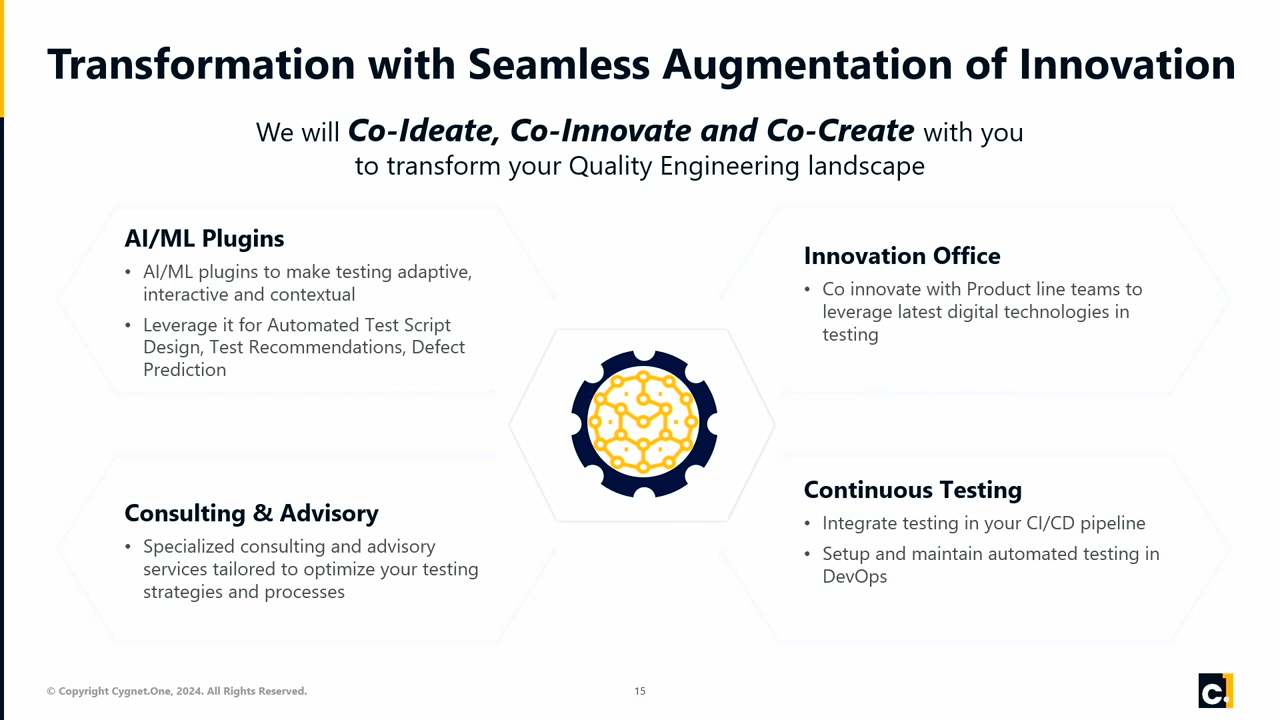 Transformation with Seamless Augmentation of Innovation
We will Co-Ideate, Co-Innovate and Co-Create with you
to transform your Quality Engineering landscape
AI/ML Plugins
• AI/ML plugins to make testing adaptive,
interactive and contextual
• Leverage it for Automated Test Script
Design, Test Recommendations, Defect
Prediction
Innovation Office
• Co innovate with Product line teams to
leverage latest digital technologies in
testing
Consulting & Advisory
• Specialized consulting and advisory
services tailored to optimize your testing
strategies and processes
Continuous Testing
• Integrate testing in your CI/CD pipeline
• Setup and maintain automated testing in
DevOps
© Copyright Cygnet.One, 2024. All Rights Reserved.
15
C.